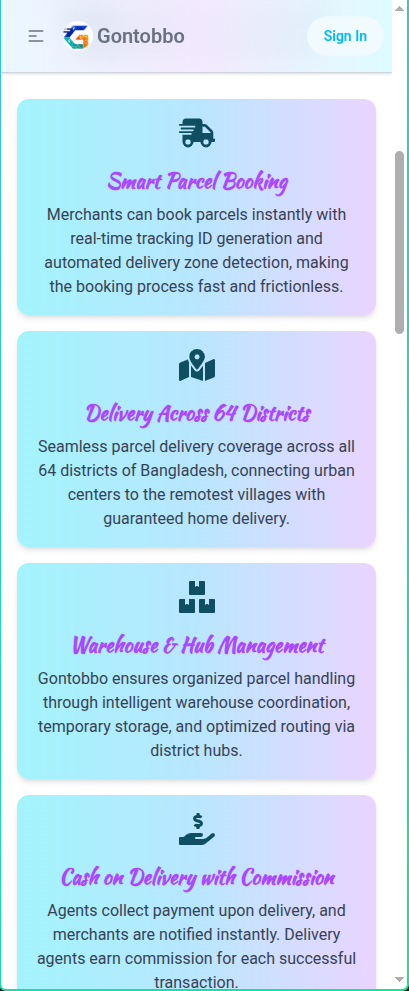 Gontobbo
Sign In
Smart Parcel Booking
Merchants can book parcels instantly with
real-time tracking ID generation and
automated delivery zone detection, making
the booking process fast and frictionless.
Delivery Across 64 Districts
Seamless parcel delivery coverage across all
64 districts of Bangladesh, connecting urban
centers to the remotest villages with
guaranteed home delivery.
Warehouse & Hub Management
Gontobbo ensures organized parcel handling
through intelligent warehouse coordination,
temporary storage, and optimized routing via
district hubs.
Cash on Delivery with Commission
Agents collect payment upon delivery, and
merchants are notified instantly. Delivery
agents earn commission for each successful
transaction.